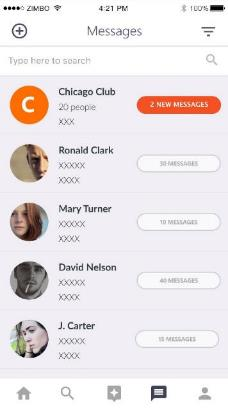 ZIMBO 4:21 PM 100%
Messages
Type here to search
C
Chicago Club
20 people
XXX
2 NEW MESSAGES
Ronald Clark
XXXXX
XXXX
30 MESSAGES
Mary Turner
XXXXX
XXXX
10 MESSAGES
David Nelson
XXXXX
XXXX
40 MESSAGES
J. Carter
XXXXX
XXXX
15 MESSAGES